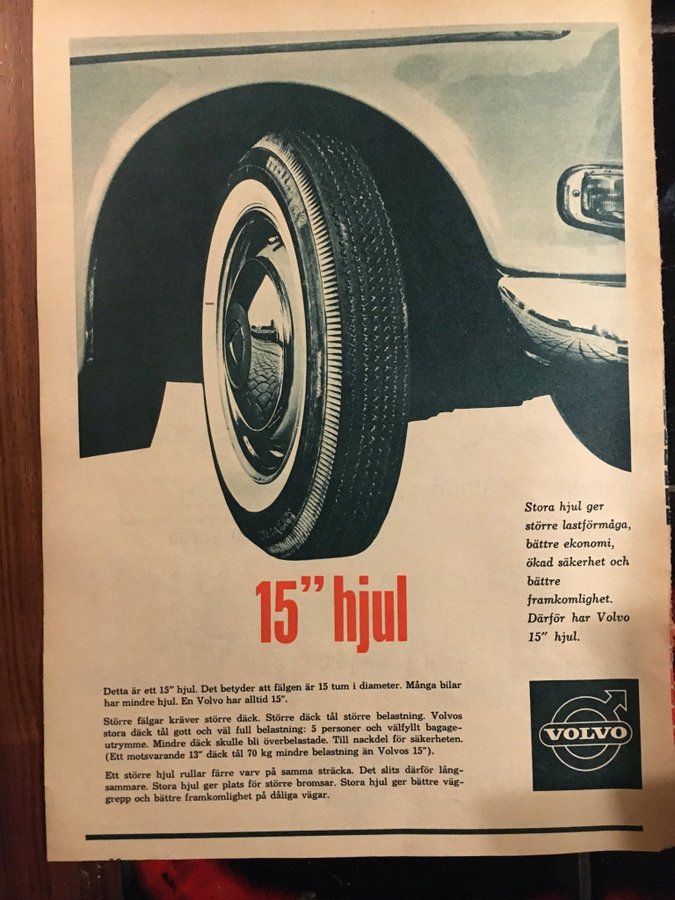 Stora hjul ger
större lastförmåga,
bättre ekonomi,
ökad säkerhet och
bättre
framkomlighet.
Därför har Volvo
15" hjul.
15" hjul
Detta är ett 15" hjul. Det betyder att fälgen är 15 tum i diameter. Många bilar
har mindre hjul. En Volvo har alltid 15".
Större fälgar kräver större däck. Större däck tål större belastning. Volvos
stora däck tål gott och väl full belastning: 5 personer och välfyllt bagage-
utrymme. Mindre däck skulle bli överbelastade. Till nackdel för säkerheten.
(Ett motsvarande 13" däck tål 70 kg mindre belastning än Volvos 15").
Ett större hjul rullar färre varv på samma sträcka. Det slits därför lång-
sammare. Stora hjul ger plats för större bromsar. Stora hjul ger bättre väg-
grepp och bättre framkomlighet på dåliga vägar.
VOLVO